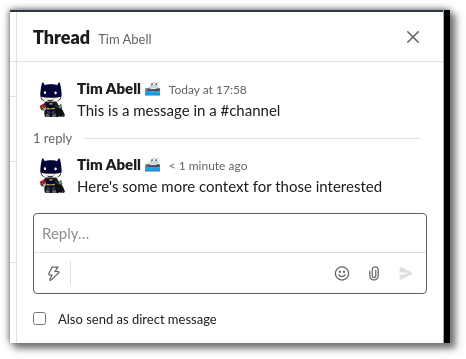 Thread Tim Abell
Tim Abell Today at 17:58
This is a message in a #channel
1 reply
Tim Abell < 1 minute ago
Here's some more context for those interested
Reply...
Also send as direct message